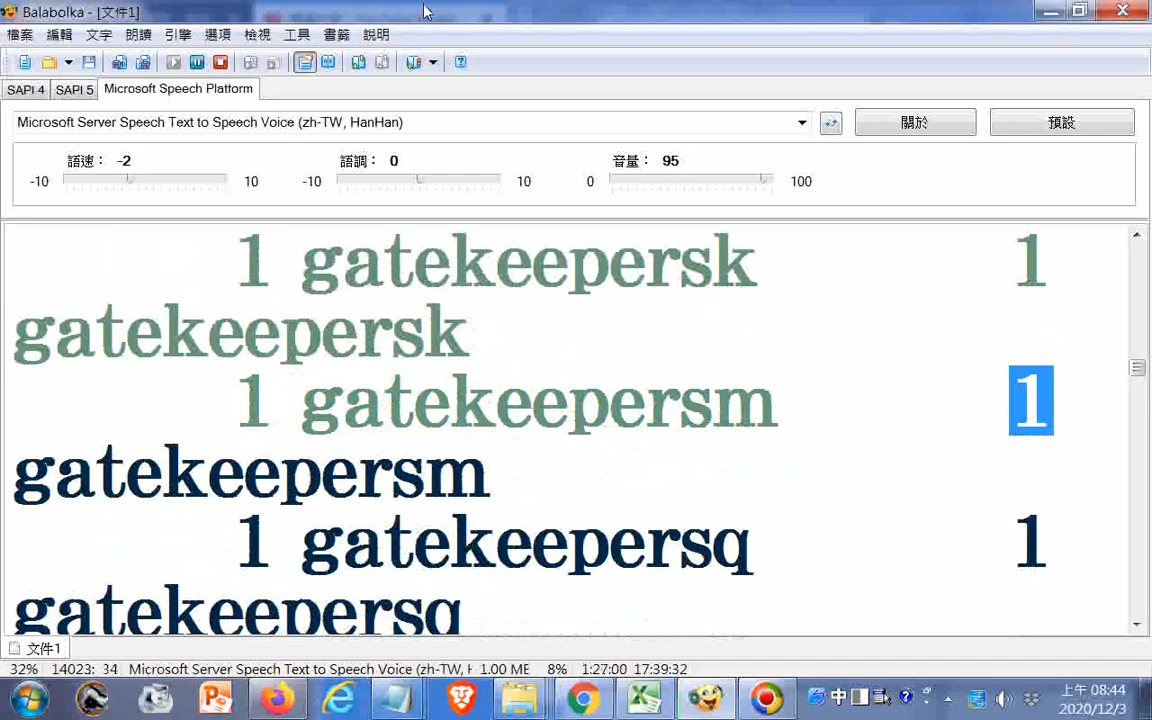 Balabolka - [文件1]
檔案 編輯 文字 朗讀 引擎 選項 檢視 工具 書籤 說明
SAPI 4 SAPI 5 Microsoft Speech Platform
Microsoft Server Speech Text to Speech Voice (zh-TW, HanHan) 關於 預設
語速： -2 語調： 0 音量： 95
-10 10 -10 10 0 100
1 gatekeepersk 1
gatekeepersk
1 gatekeepersm 1
gatekeepersm
1 gatekeepersq 1
gatekeepersq
文件1
32% 14023: 34 Microsoft Server Speech Text to Speech Voice (zh-TW, H 1.00 ME 8% 1:27:00 17:39:32
中 上午 08:44
2020/12/3